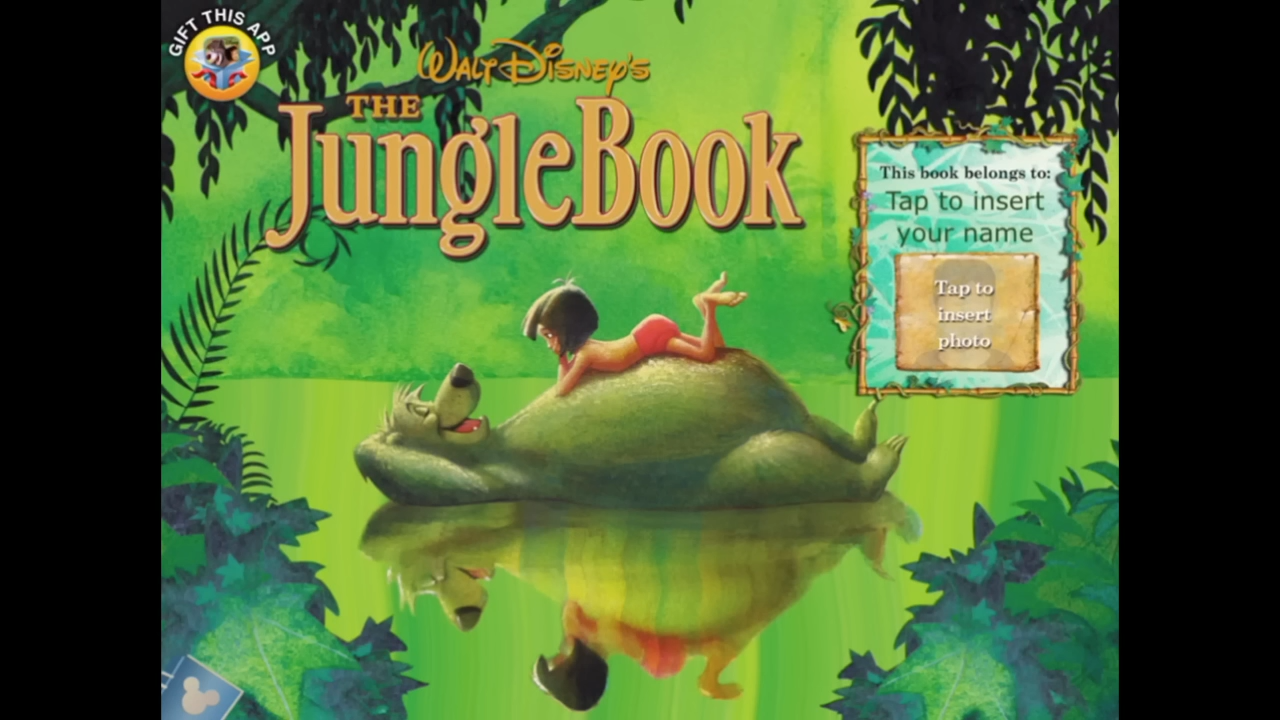 GIFT THIS APP
WALT DISNEY'S
THE
JungleBook
This book belongs to:
Tap to insert
your name
Tap to
insert
photo